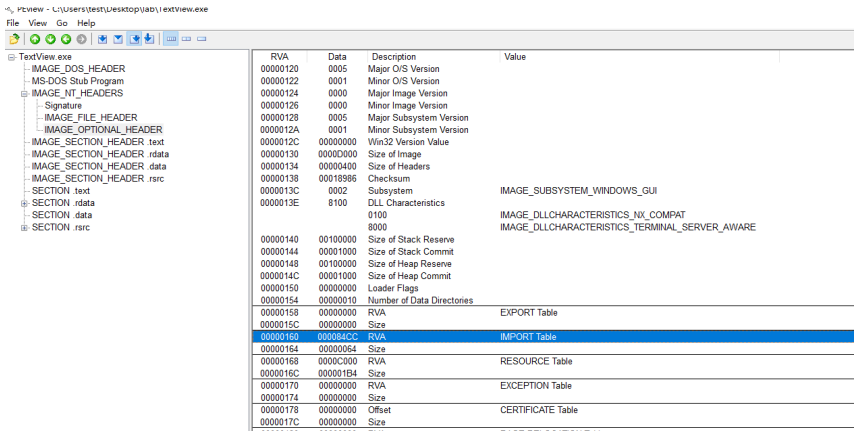 PEview - C:\Users\test\Desktop\lab\TextView.exe
File View Go Help
TextView.exe
IMAGE_DOS_HEADER
MS-DOS Stub Program
IMAGE_NT_HEADERS
Signature
IMAGE_FILE_HEADER
IMAGE_OPTIONAL_HEADER
IMAGE_SECTION_HEADER .text
IMAGE_SECTION_HEADER .rdata
IMAGE_SECTION_HEADER .data
IMAGE_SECTION_HEADER .rsrc
SECTION .text
SECTION .rdata
SECTION .data
SECTION .rsrc
RVA Data Description Value
00000120 0005 Major O/S Version
00000122 0001 Minor O/S Version
00000124 0000 Major Image Version
00000126 0000 Minor Image Version
00000128 0005 Major Subsystem Version
0000012A 0001 Minor Subsystem Version
0000012C 00000000 Win32 Version Value
00000130 0000D000 Size of Image
00000134 00000400 Size of Headers
00000138 00018986 Checksum
0000013C 0002 Subsystem IMAGE_SUBSYSTEM_WINDOWS_GUI
0000013E 8100 DLL Characteristics
0100 IMAGE_DLLCHARACTERISTICS_NX_COMPAT
8000 IMAGE_DLLCHARACTERISTICS_TERMINAL_SERVER_AWARE
00000140 00100000 Size of Stack Reserve
00000144 00001000 Size of Stack Commit
00000148 00100000 Size of Heap Reserve
0000014C 00001000 Size of Heap Commit
00000150 00000000 Loader Flags
00000154 00000010 Number of Data Directories
00000158 00000000 RVA EXPORT Table
0000015C 00000000 Size
00000160 000084CC RVA IMPORT Table
00000164 00000064 Size
00000168 0000C000 RVA RESOURCE Table
0000016C 000001B4 Size
00000170 00000000 RVA EXCEPTION Table
00000174 00000000 Size
00000178 00000000 Offset CERTIFICATE Table
0000017C 00000000 Size